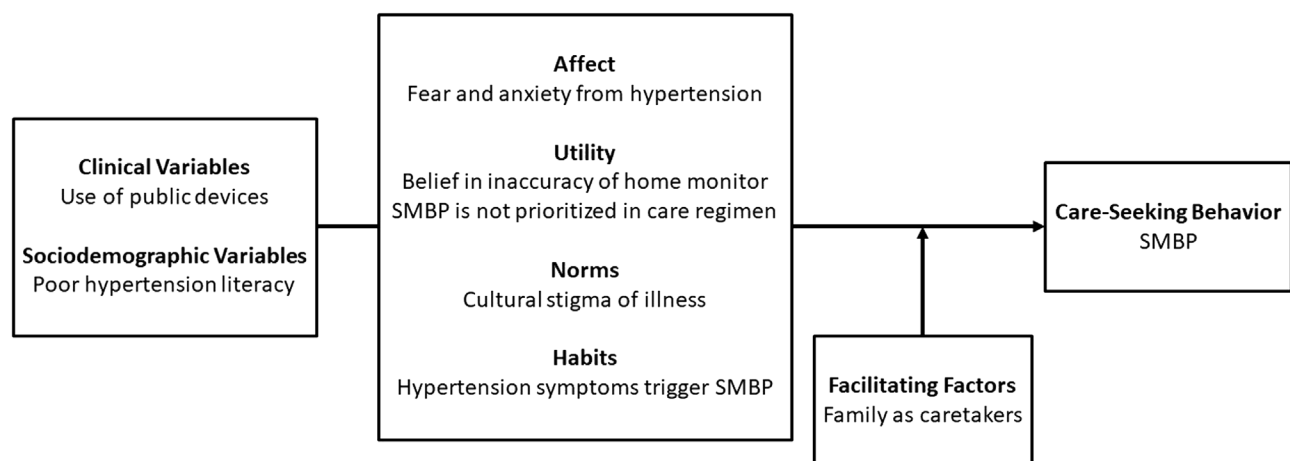 Clinical Variables
Use of public devices
Sociodemographic Variables
Poor hypertension literacy
Affect
Fear and anxiety from hypertension
Utility
Belief in inaccuracy of home monitor
SMBP is not prioritized in care regimen
Norms
Cultural stigma of illness
Habits
Hypertension symptoms trigger SMBP
Facilitating Factors
Family as caretakers
Care-Seeking Behavior
SMBP